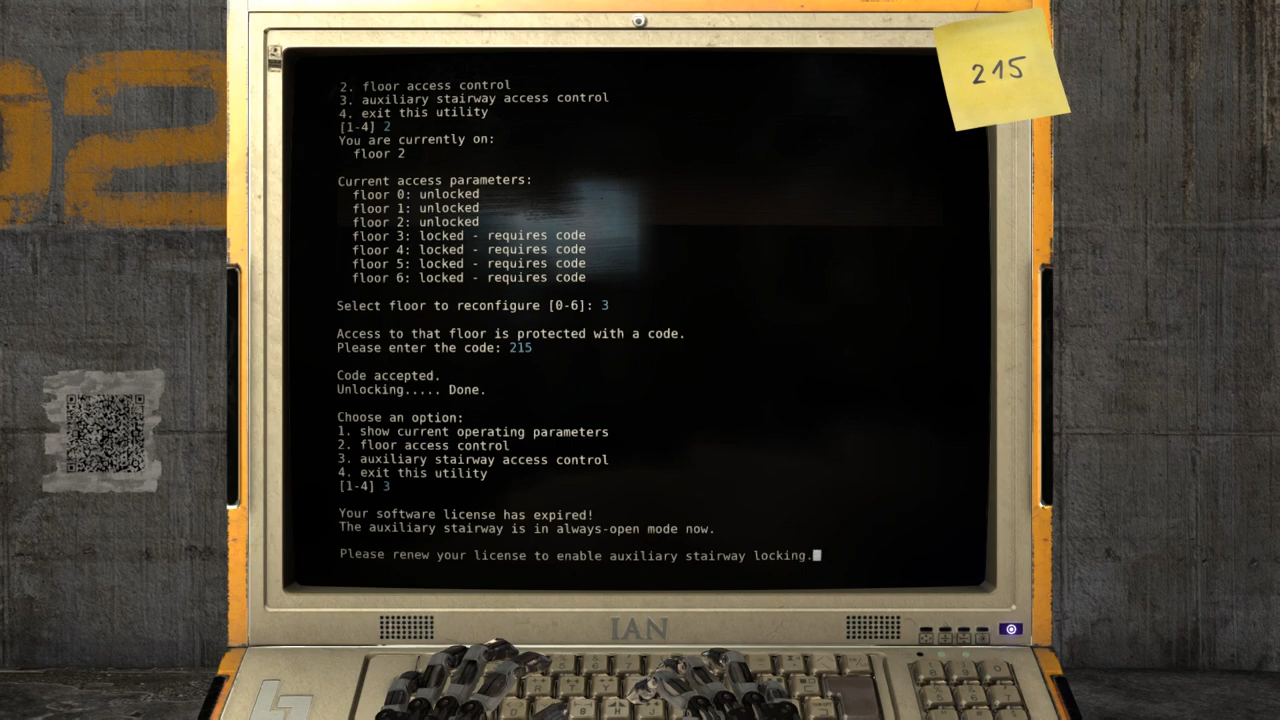 02
215
2. floor access control
3. auxiliary stairway access control
4. exit this utility
[1-4] 2
You are currently on:
floor 2
Current access parameters:
floor 0: unlocked
floor 1: unlocked
floor 2: unlocked
floor 3: locked - requires code
floor 4: locked - requires code
floor 5: locked - requires code
floor 6: locked - requires code
Select floor to reconfigure [0-6]: 3
Access to that floor is protected with a code.
Please enter the code: 215
Code accepted.
Unlocking..... Done.
Choose an option:
1. show current operating parameters
2. floor access control
3. auxiliary stairway access control
4. exit this utility
[1-4] 3
Your software license has expired!
The auxiliary stairway is in always-open mode now.
Please renew your license to enable auxiliary stairway locking.
IAN